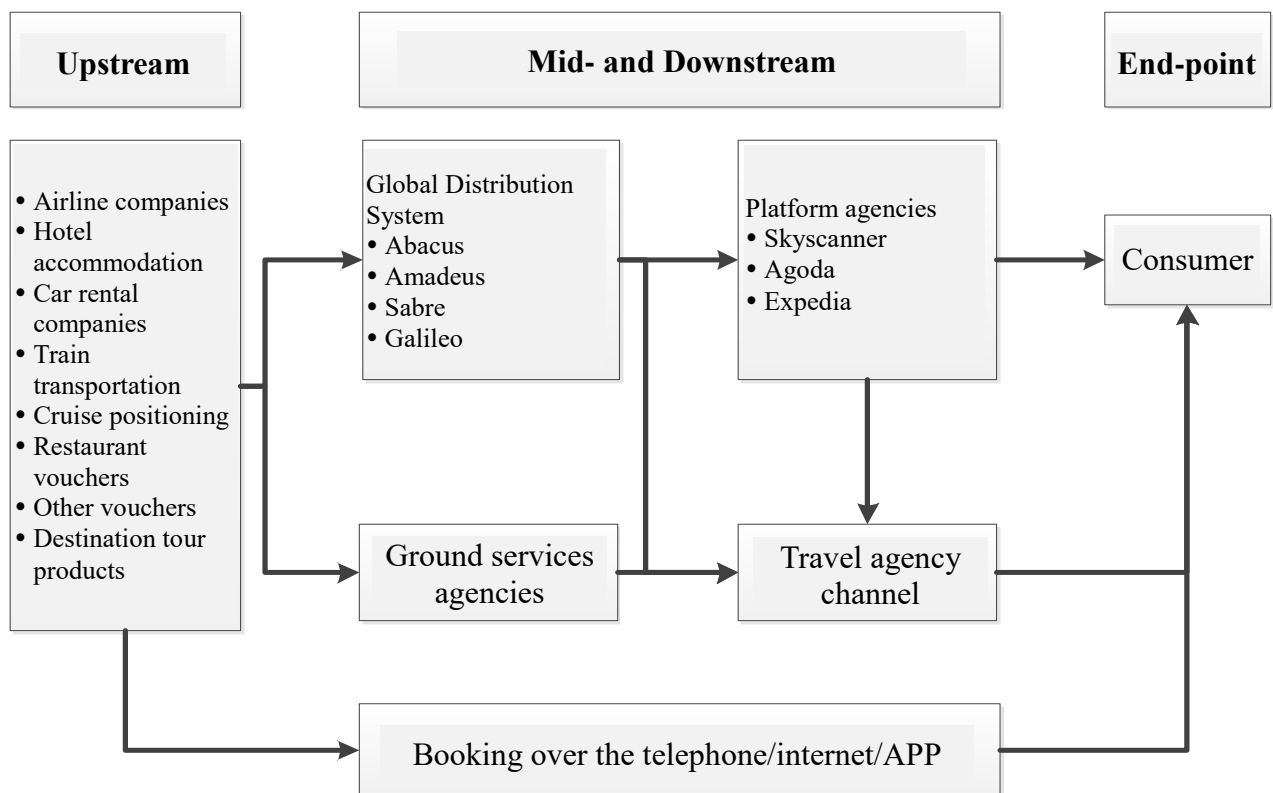 Upstream
Mid- and Downstream
End-point
• Airline companies
• Hotel
accommodation
• Car rental
companies
• Train
transportation
• Cruise positioning
• Restaurant
vouchers
• Other vouchers
• Destination tour
products
Global Distribution
System
• Abacus
• Amadeus
• Sabre
• Galileo
Platform agencies
• Skyscanner
• Agoda
• Expedia
Consumer
Ground services
agencies
Travel agency
channel
Booking over the telephone/internet/APP